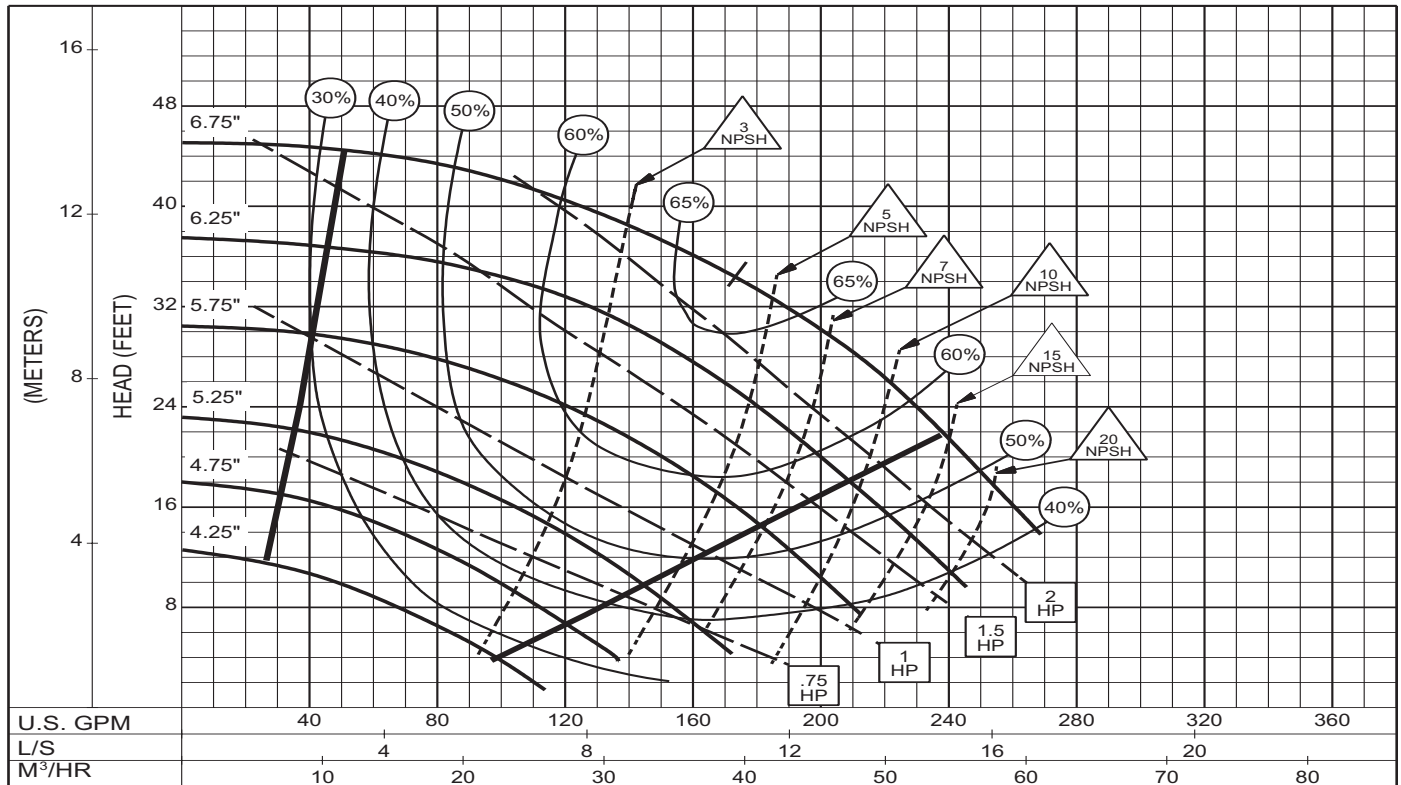 (METERS)
16
12
8
4
HEAD (FEET)
48
40
32
24
16
8
6.75"
6.25"
5.75"
5.25"
4.75"
4.25"
30%
40%
50%
60%
65%
65%
60%
50%
40%
3
NPSH
5
NPSH
7
NPSH
10
NPSH
15
NPSH
20
NPSH
.75
HP
1
HP
1.5
HP
2
HP
U.S. GPM 40 80 120 160 200 240 280 320 360
L/S 4 8 12 16 20
M³/HR 10 20 30 40 50 60 70 80